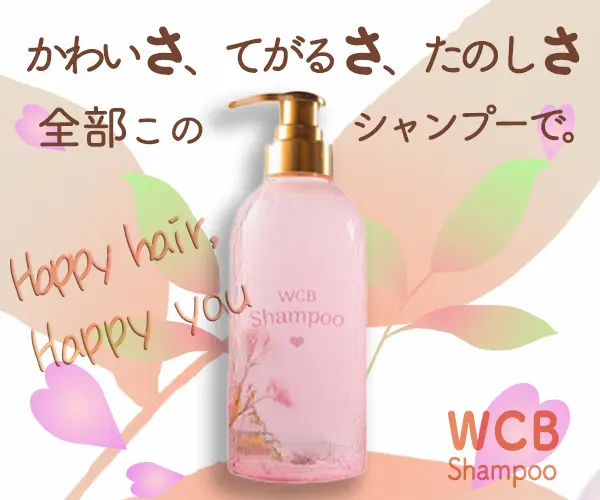 かわいさ、てがるさ、たのしさ
全部この シャンプーで。
Happy hair,
Happy you
WCB
Shampoo
WCB
Shampoo